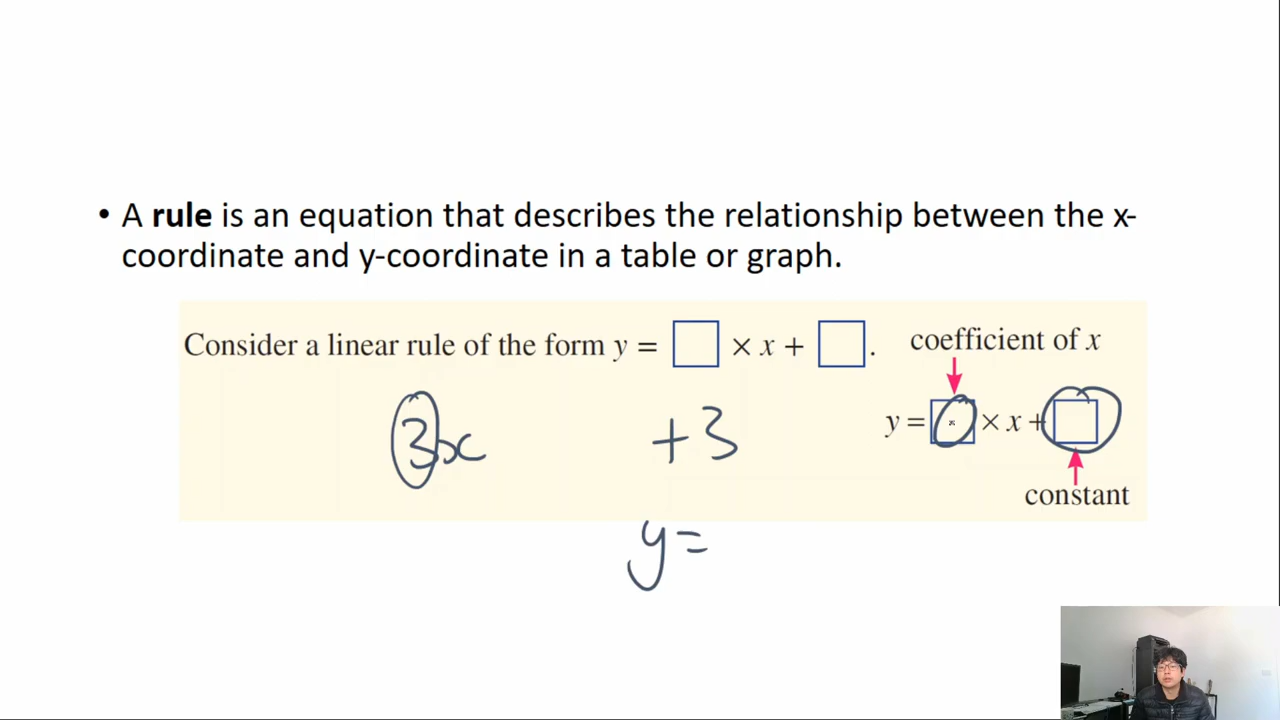 • A rule is an equation that describes the relationship between the x-
coordinate and y-coordinate in a table or graph.
Consider a linear rule of the form y = □ × x + □.
coefficient of x
y = □ × x + □
constant
3x
+3
y=